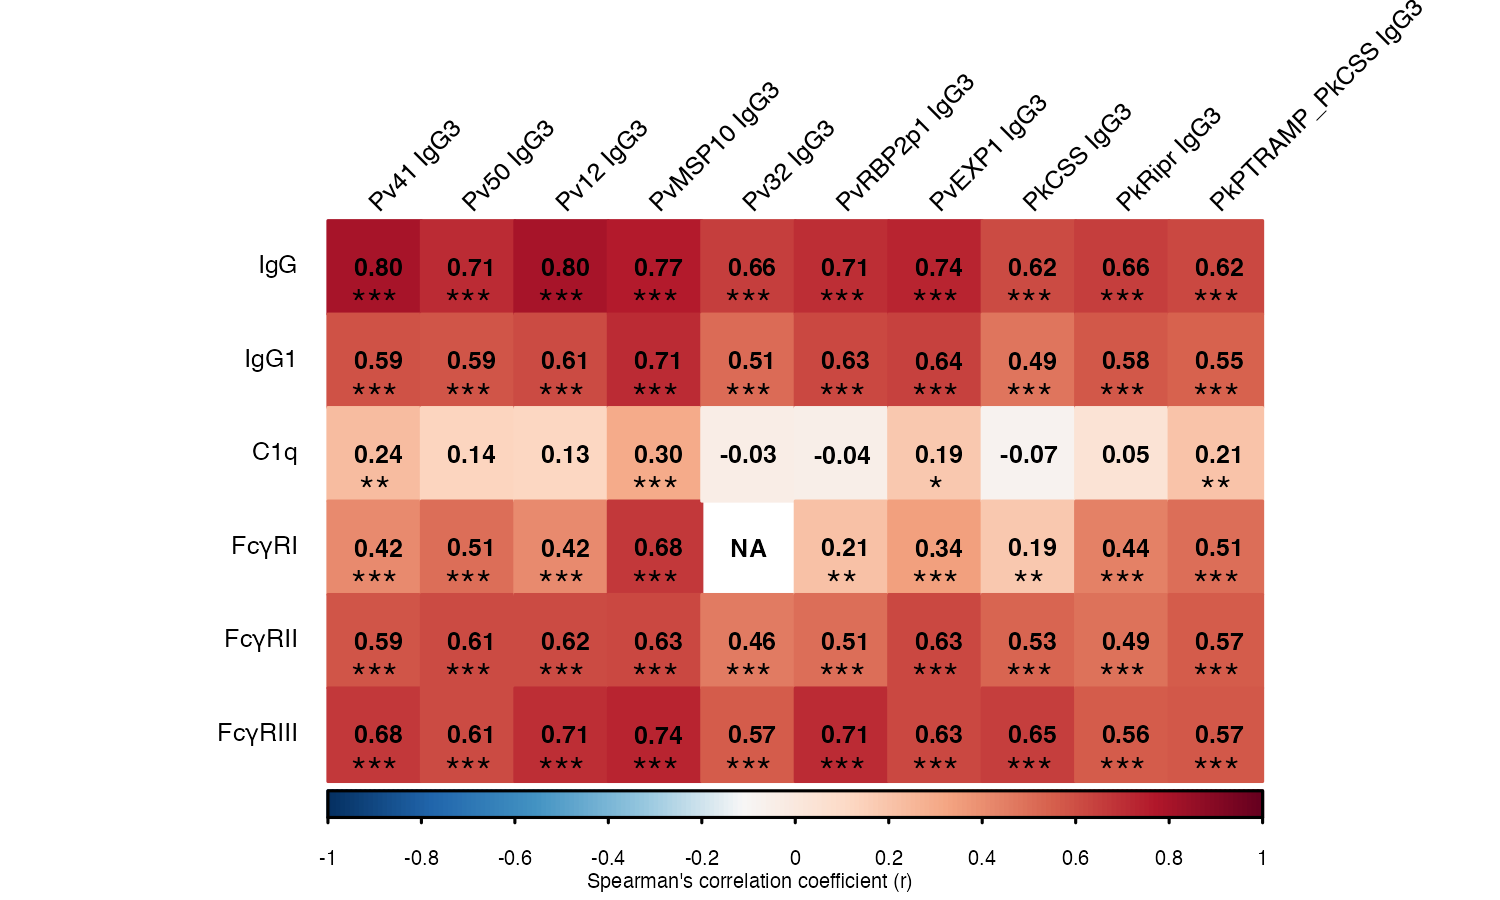 Pv41 IgG3
Pv50 IgG3
Pv12 IgG3
PvMSP10 IgG3
Pv32 IgG3
PvRBP2p1 IgG3
PvEXP1 IgG3
PkCSS IgG3
PkRipr IgG3
PkPTRAMP_PkCSS IgG3
IgG 0.80 0.71 0.80 0.77 0.66 0.71 0.74 0.62 0.66 0.62
*** *** *** *** *** *** *** *** *** ***
IgG1 0.59 0.59 0.61 0.71 0.51 0.63 0.64 0.49 0.58 0.55
*** *** *** *** *** *** *** *** *** ***
C1q 0.24 0.14 0.13 0.30 -0.03 -0.04 0.19 -0.07 0.05 0.21
** *** * **
FcγRI 0.42 0.51 0.42 0.68 NA 0.21 0.34 0.19 0.44 0.51
*** *** *** *** ** *** ** *** ***
FcγRII 0.59 0.61 0.62 0.63 0.46 0.51 0.63 0.53 0.49 0.57
*** *** *** *** *** *** *** *** *** ***
FcγRIII 0.68 0.61 0.71 0.74 0.57 0.71 0.63 0.65 0.56 0.57
*** *** *** *** *** *** *** *** *** ***
-1 -0.8 -0.6 -0.4 -0.2 0 0.2 0.4 0.6 0.8 1
Spearman's correlation coefficient (r)